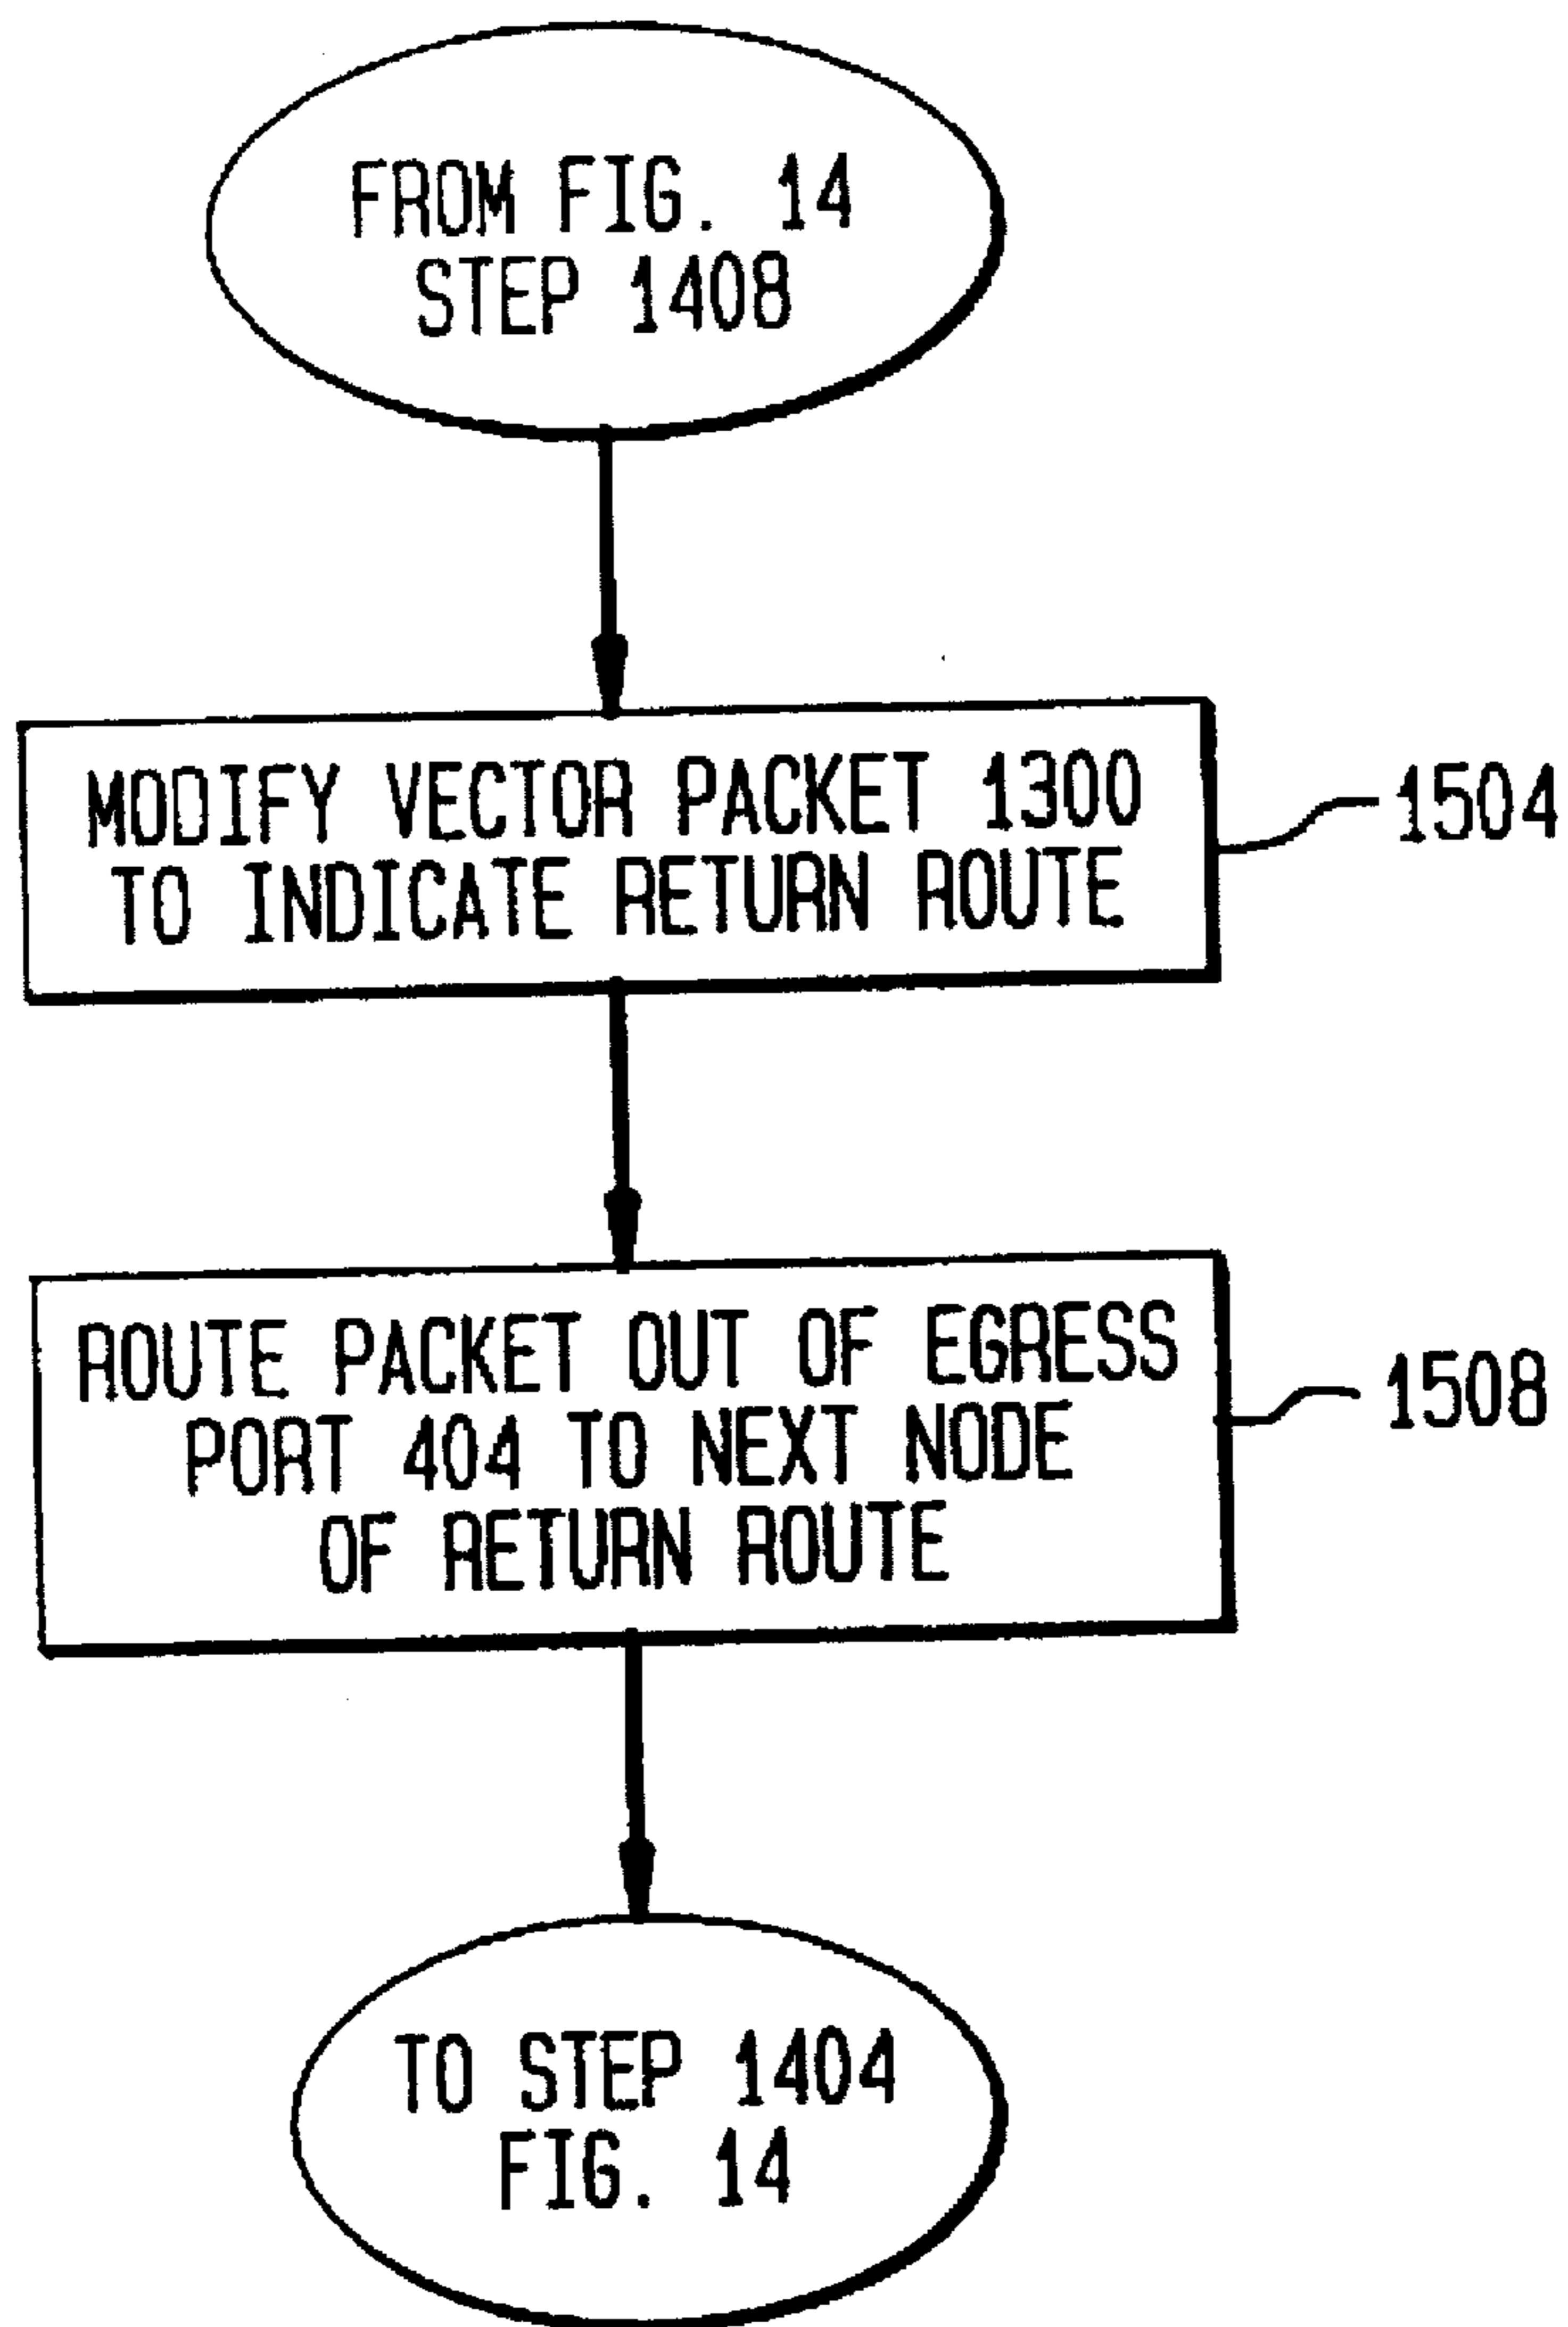 FROM FIG. 14
STEP 1408
MODIFY VECTOR PACKET 1300
TO INDICATE RETURN ROUTE
1504
ROUTE PACKET OUT OF EGRESS
PORT 404 TO NEXT NODE
OF RETURN ROUTE
1508
TO STEP 1404
FIG. 14